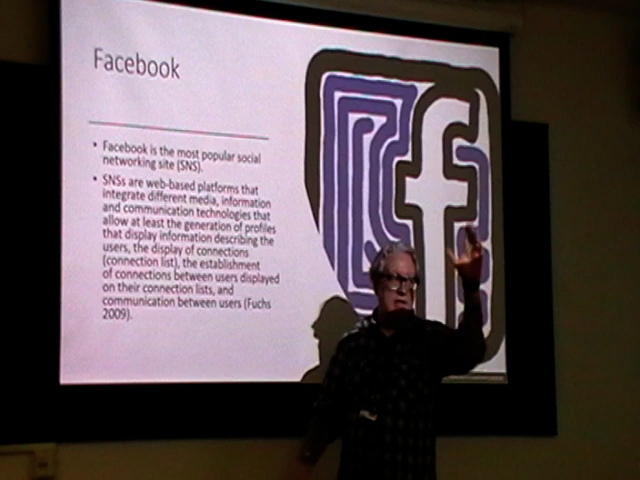 Facebook
• Facebook is the most popular social
networking site (SNS).
• SNSs are web-based platforms that
integrate different media, information
and communication technologies that
allow at least the generation of profiles
that display information describing the
users, the display of connections
(connection list), the establishment
of connections between users displayed
on their connection lists, and
communication between users (Fuchs
2009).
f